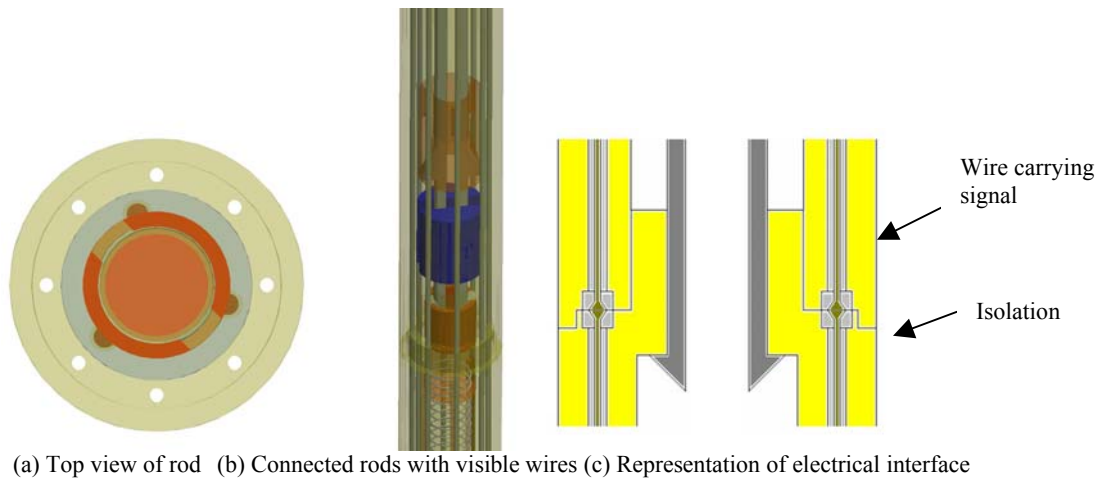 Wire carrying
signal
Isolation
(a) Top view of rod (b) Connected rods with visible wires (c) Representation of electrical interface